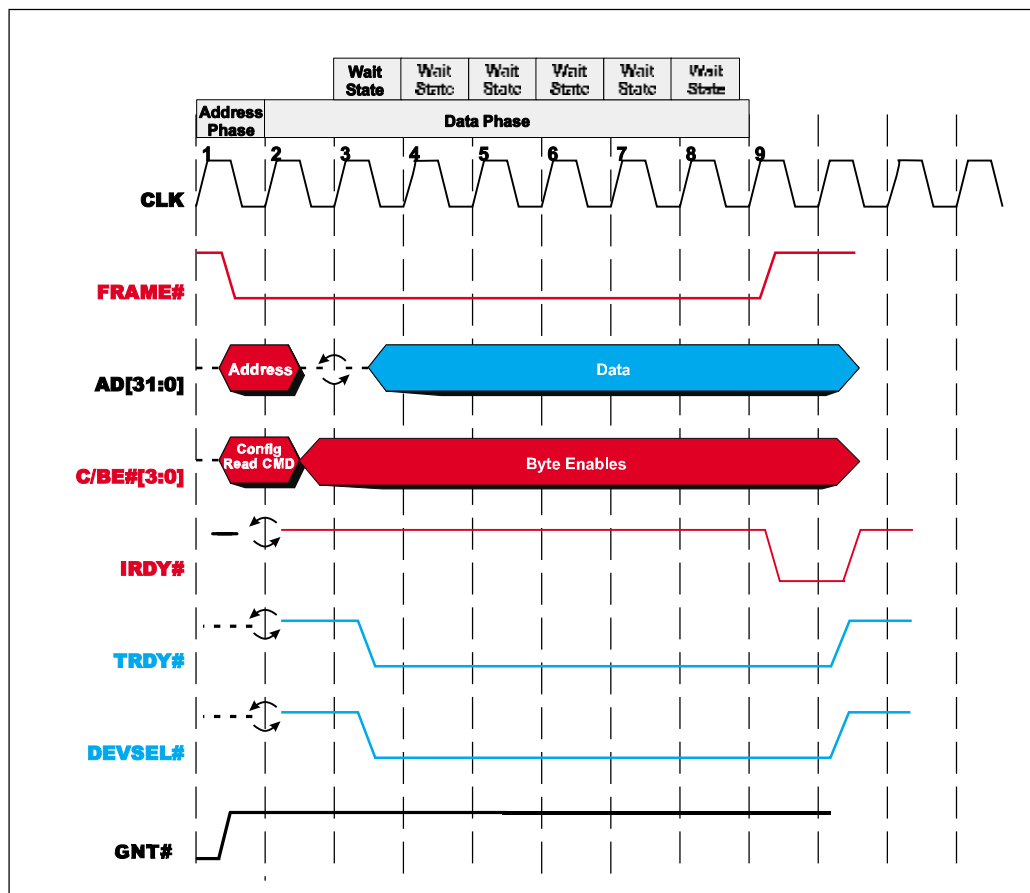 Wait State Wait State Wait State Wait State Wait State Wait State
Address Phase Data Phase
1 2 3 4 5 6 7 8 9
CLK
FRAME#
AD[31:0] Address Data
C/BE#[3:0] Config Read CMD Byte Enables
IRDY#
TRDY#
DEVSEL#
GNT#